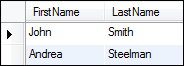 FirstName LastName
John Smith
Andrea Steelman